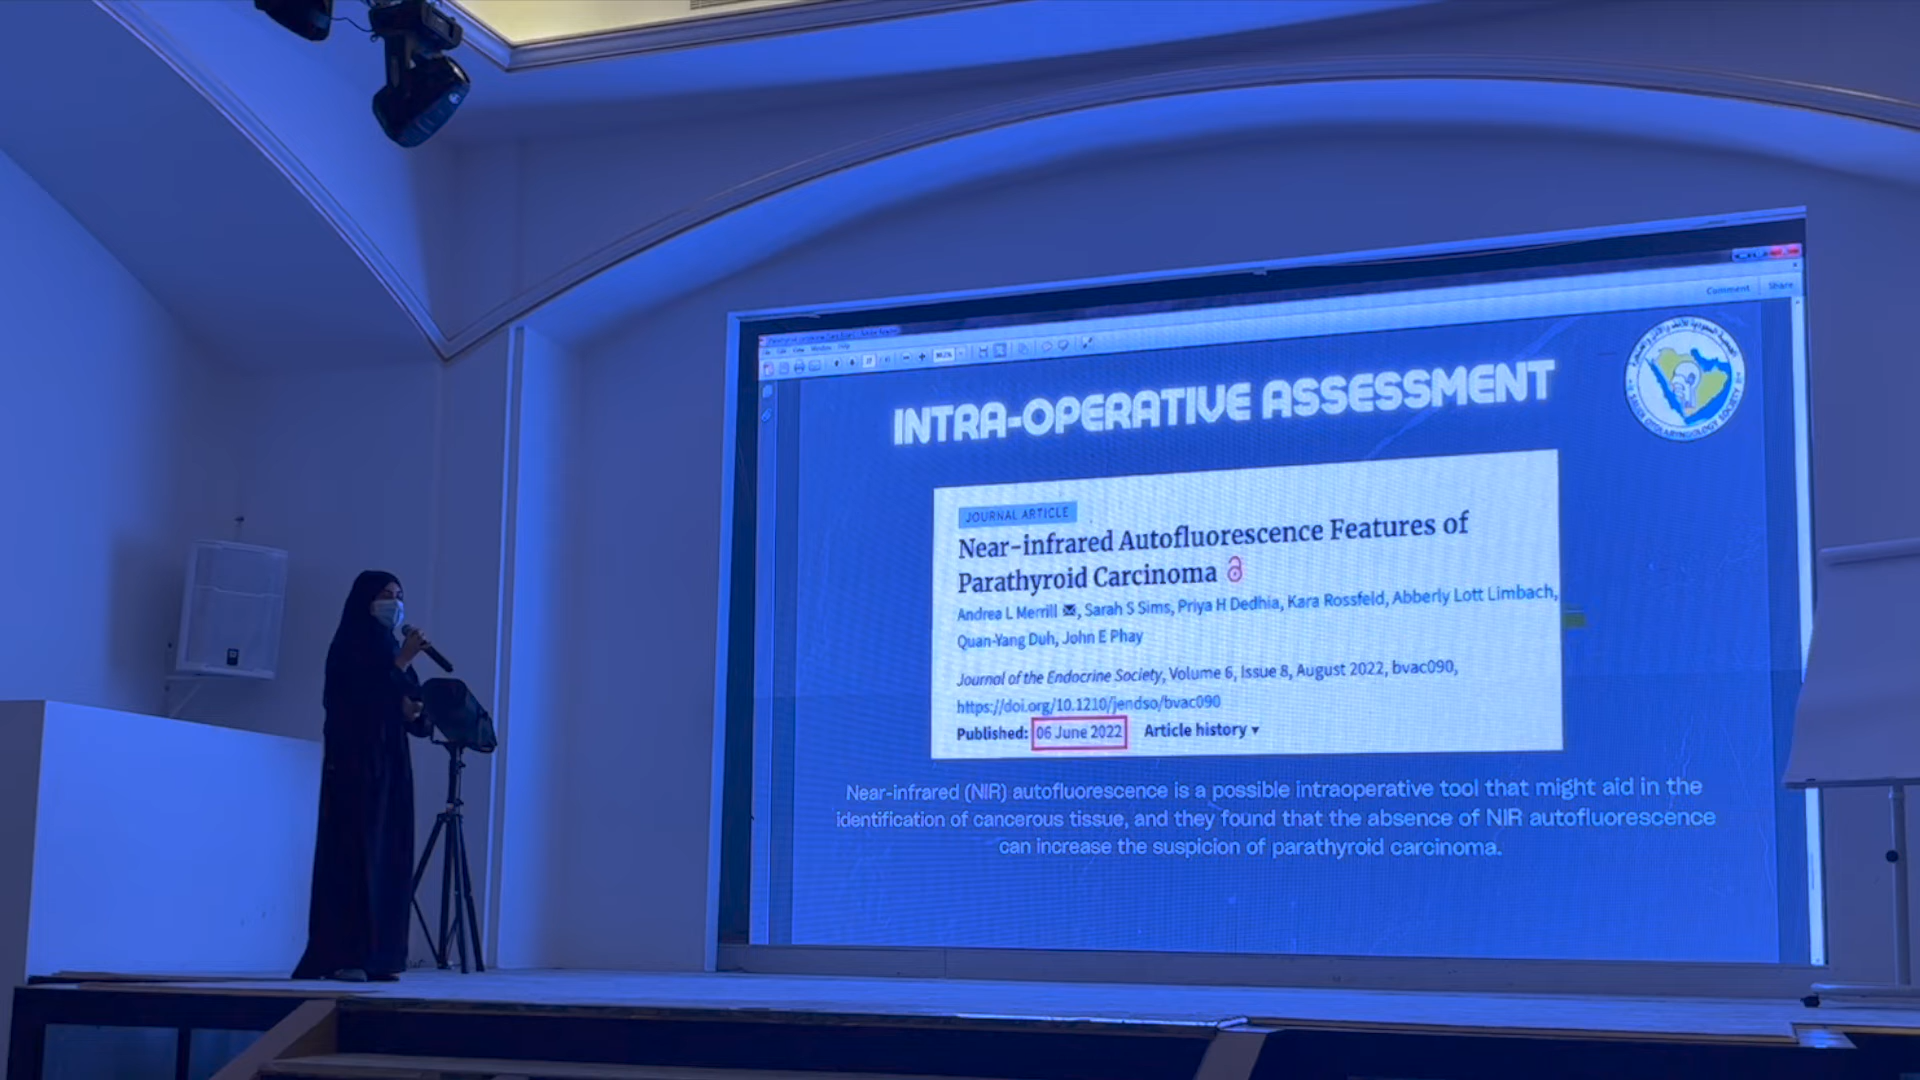 Comment Share
INTRA-OPERATIVE ASSESSMENT
JOURNAL ARTICLE
Near-infrared Autofluorescence Features of
Parathyroid Carcinoma
Andrea L Merrill, Sarah S Sims, Priya H Dedhia, Kara Rossfeld, Abberly Lott Limbach,
Quan-Yang Duh, John E Phay
Journal of the Endocrine Society, Volume 6, Issue 8, August 2022, bvac090,
https://doi.org/10.1210/jendso/bvac090
Published: 06 June 2022 Article history
Near-infrared (NIR) autofluorescence is a possible intraoperative tool that might aid in the
identification of cancerous tissue, and they found that the absence of NIR autofluorescence
can increase the suspicion of parathyroid carcinoma.